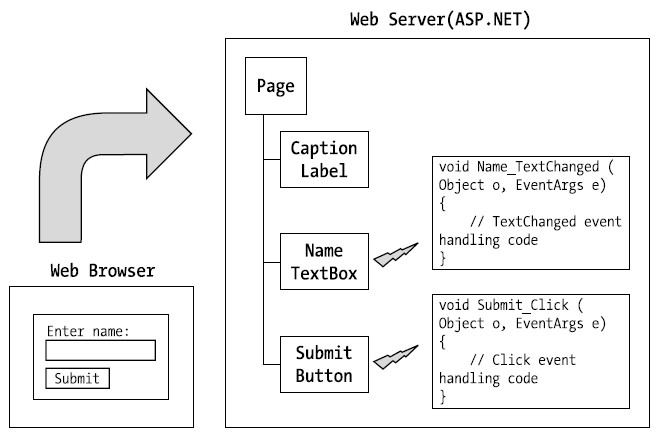 Web Server(ASP.NET)
Page
Caption
Label
void Name_TextChanged (
Object o, EventArgs e)
{
// TextChanged event
handling code
}
Name
TextBox
Web Browser
Enter name:
Submit
void Submit_Click (
Object o, EventArgs e)
{
// Click event
handling code
}
Submit
Button